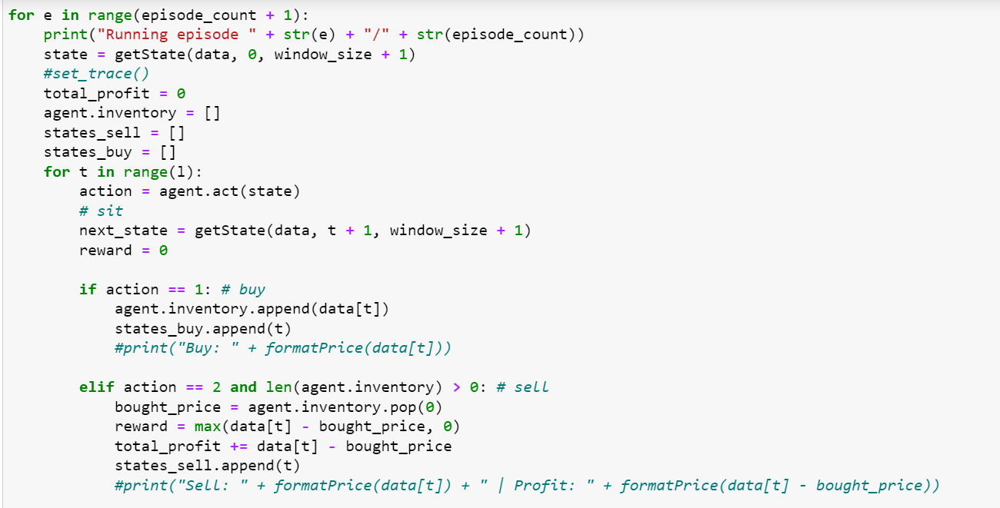 for e in range(episode_count + 1):
    print("Running episode " + str(e) + "/" + str(episode_count))
    state = getState(data, 0, window_size + 1)
    #set_trace()
    total_profit = 0
    agent.inventory = []
    states_sell = []
    states_buy = []
    for t in range(l):
        action = agent.act(state)
        # sit
        next_state = getState(data, t + 1, window_size + 1)
        reward = 0

        if action == 1: # buy
            agent.inventory.append(data[t])
            states_buy.append(t)
            #print("Buy: " + formatPrice(data[t]))

        elif action == 2 and len(agent.inventory) > 0: # sell
            bought_price = agent.inventory.pop(0)
            reward = max(data[t] - bought_price, 0)
            total_profit += data[t] - bought_price
            states_sell.append(t)
            #print("Sell: " + formatPrice(data[t]) + " | Profit: " + formatPrice(data[t] - bought_price))